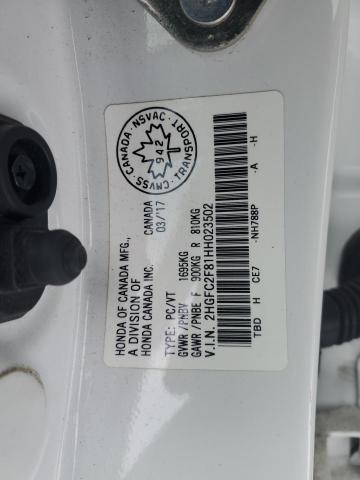 HONDA OF CANADA MFG.,
A DIVISION OF
HONDA CANADA INC.
CANADA
03/'17
CANADA · NSVAC · TRANSPORT · CMVSS
942
TYPE: PC/VT
GVWR /PNBV 1695KG
GAWR /PNBE F 900KG R 810KG
V.I.N. 2HGFC2F81HH023502
TBD H CE7 -NH788P -A -H